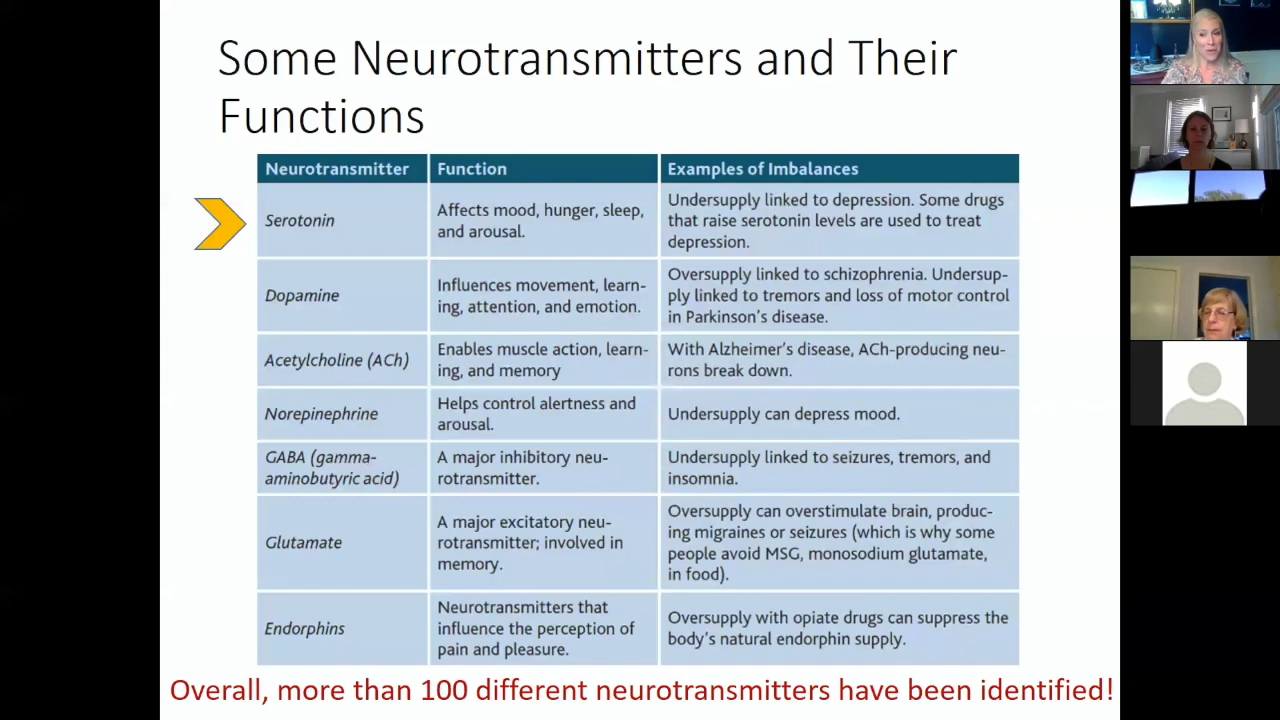 Some Neurotransmitters and Their
Functions
Neurotransmitter Function Examples of Imbalances
Serotonin
Affects mood, hunger, sleep,
and arousal.
Undersupply linked to depression. Some drugs
that raise serotonin levels are used to treat
depression.
Dopamine
Influences movement, learn-
ing, attention, and emotion.
Oversupply linked to schizophrenia. Undersup-
ply linked to tremors and loss of motor control
in Parkinson's disease.
Acetylcholine (ACh)
Enables muscle action, learn-
ing, and memory
With Alzheimer's disease, ACh-producing neu-
rons break down.
Norepinephrine
Helps control alertness and
arousal.
Undersupply can depress mood.
GABA (gamma-
aminobutyric acid)
A major inhibitory neu-
rotransmitter.
Undersupply linked to seizures, tremors, and
insomnia.
Glutamate
A major excitatory neu-
rotransmitter; involved in
memory.
Oversupply can overstimulate brain, produc-
ing migraines or seizures (which is why some
people avoid MSG, monosodium glutamate,
in food).
Endorphins
Neurotransmitters that
influence the perception of
pain and pleasure.
Oversupply with opiate drugs can suppress the
body's natural endorphin supply.
Overall, more than 100 different neurotransmitters have been identified!